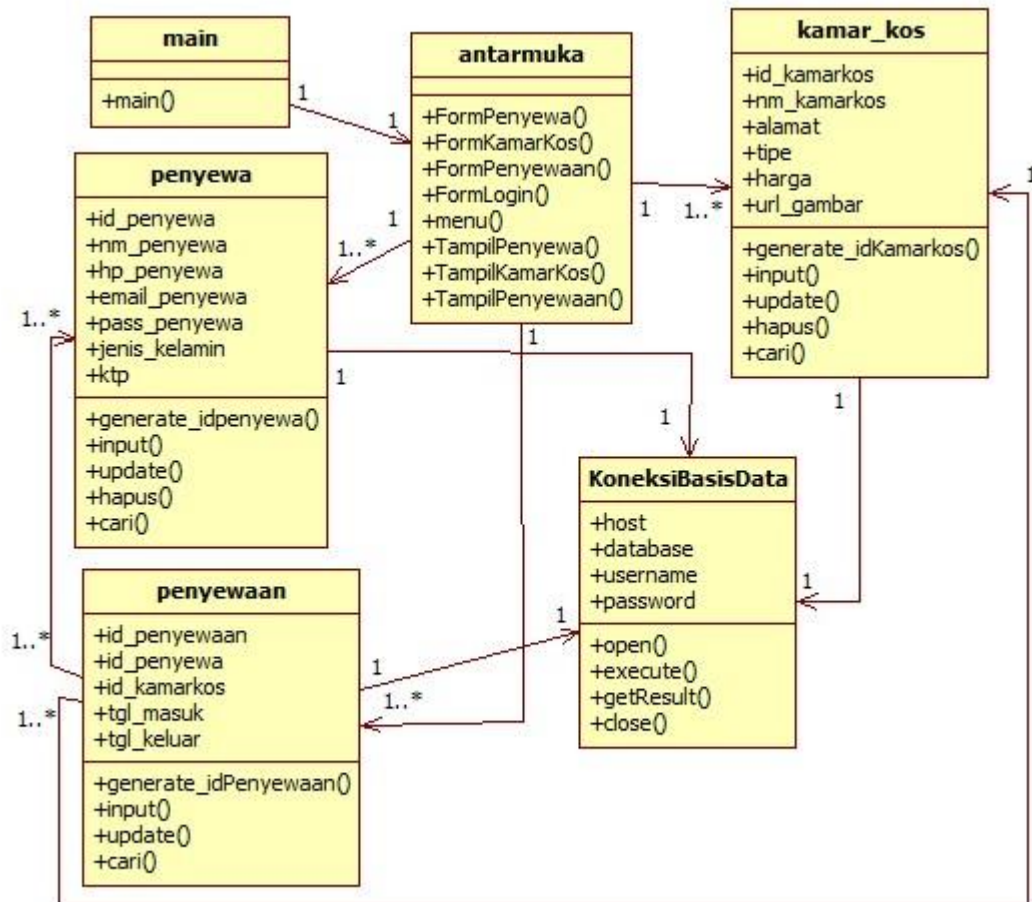 main
+main()
1
1
antarmuka
+FormPenyewa()
+FormKamarKos()
+FormPenyewaan()
+FormLogin()
+menu()
+TampilPenyewa()
+TampilKamarKos()
+TampilPenyewaan()
kamar_kos
+id_kamarkos
+nm_kamarkos
+alamat
+tipe
+harga
+url_gambar
+generate_idKamarkos()
+input()
+update()
+hapus()
+cari()
1
1..*
1
1
1..*
penyewa
+id_penyewa
+nm_penyewa
+hp_penyewa
+email_penyewa
+pass_penyewa
+jenis_kelamin
+ktp
+generate_idpenyewa()
+input()
+update()
+hapus()
+cari()
1..*
1
1
1
1
1
KoneksiBasisData
+host
+database
+username
+password
+open()
+execute()
+getResult()
+close()
penyewaan
+id_penyewaan
+id_penyewa
+id_kamarkos
+tgl_masuk
+tgl_keluar
+generate_idPenyewaan()
+input()
+update()
+cari()
1..*
1..*
1
1
1..*